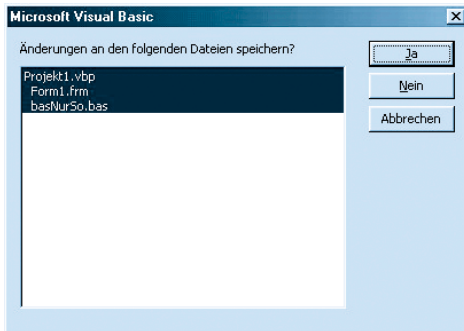 Microsoft Visual Basic
Änderungen an den folgenden Dateien speichern?
Projekt1.vbp
Form1.frm
basNurSo.bas
Ja
Nein
Abbrechen